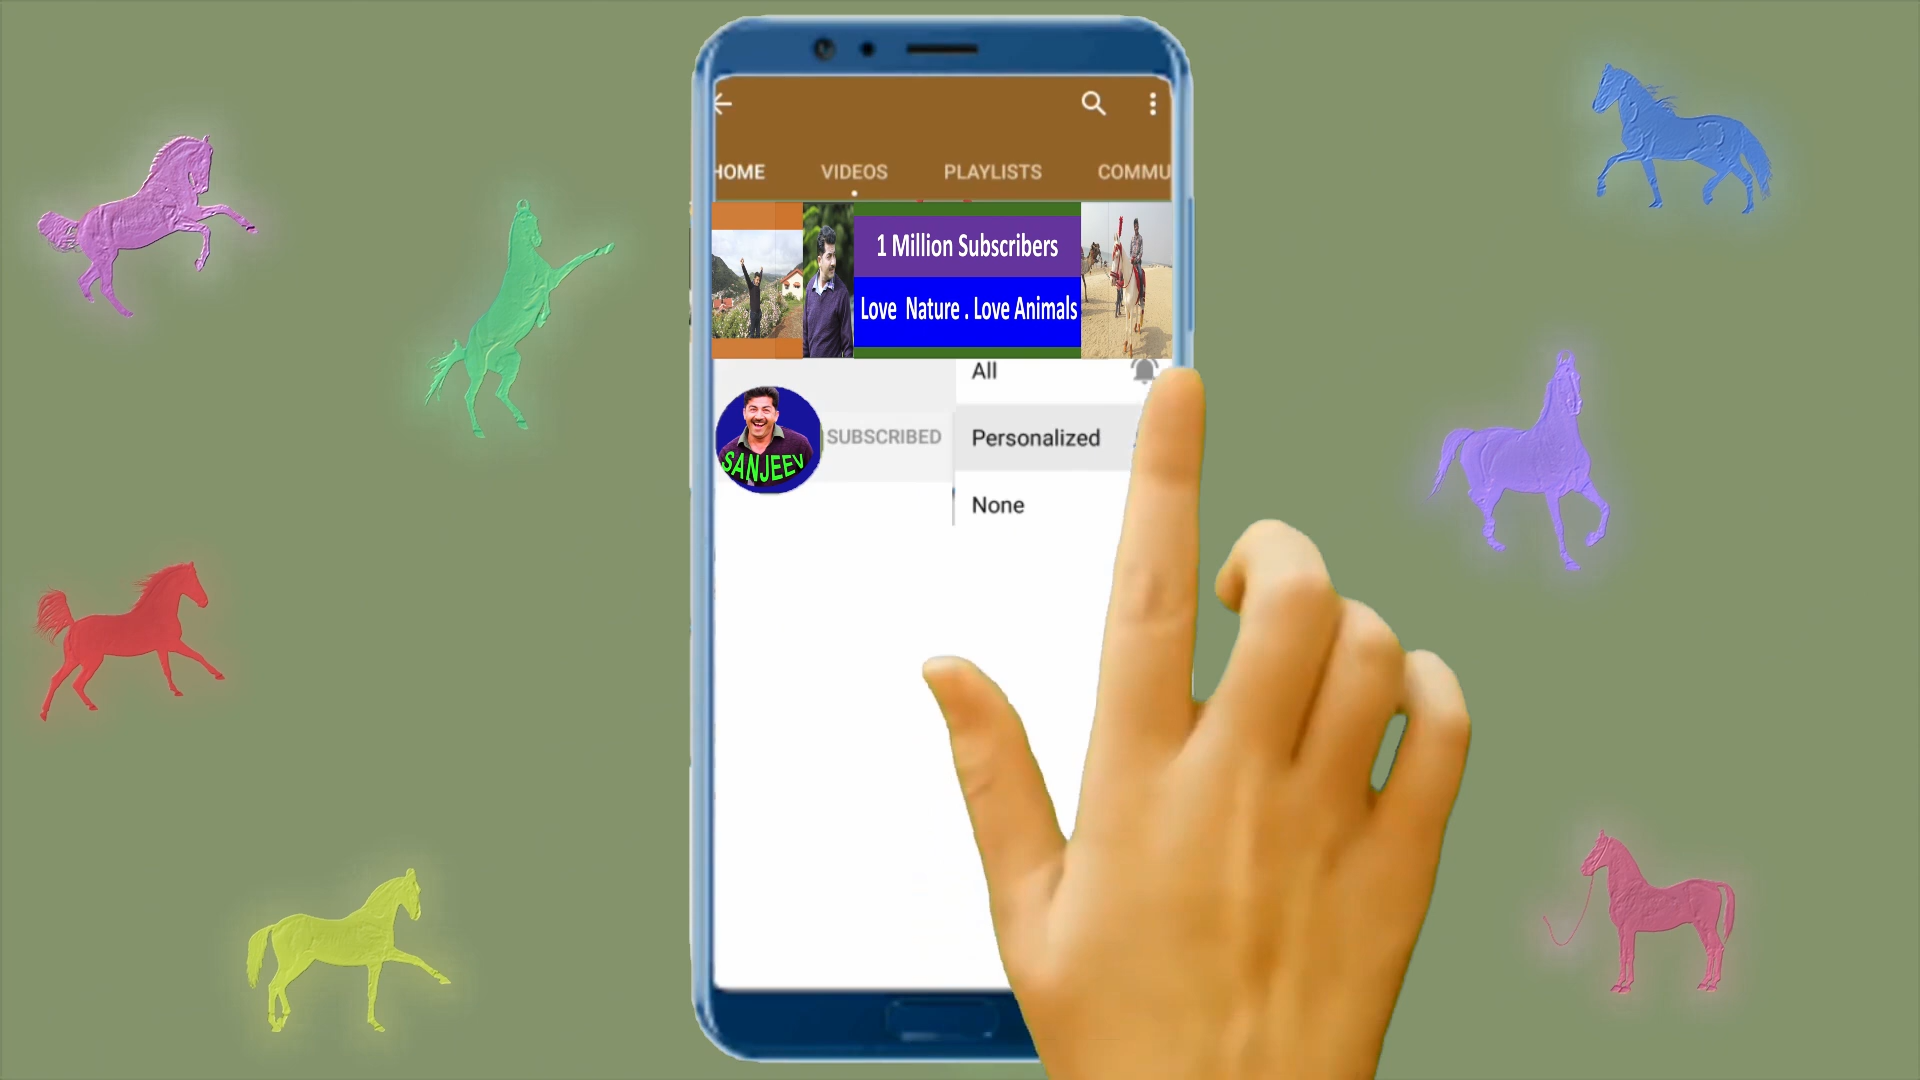 HOME VIDEOS PLAYLISTS COMMU
1 Million Subscribers
Love Nature . Love Animals
All
SUBSCRIBED Personalized
SANJEEV
None